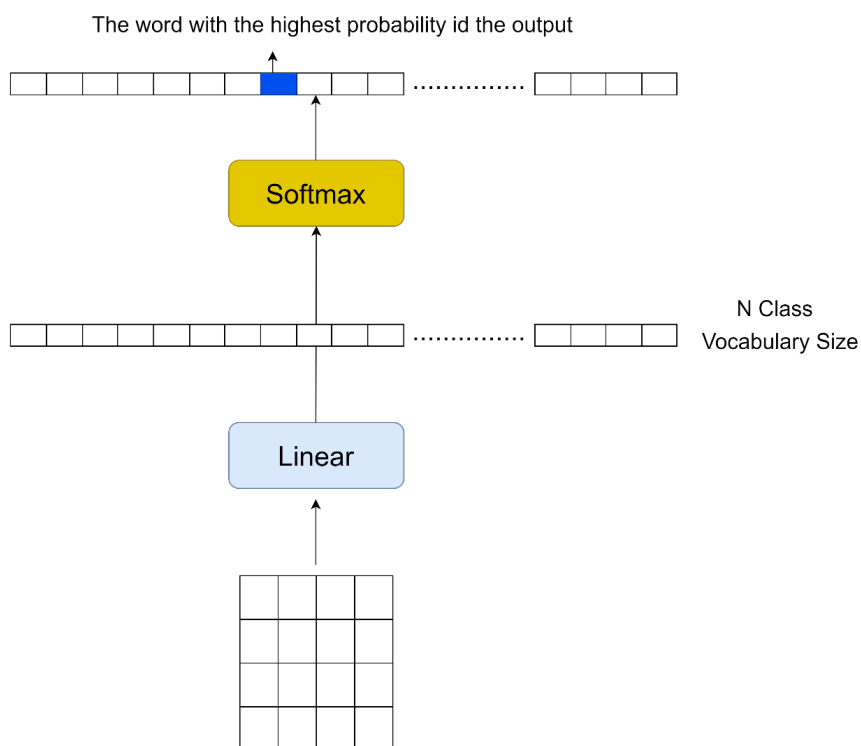 The word with the highest probability id the output
Softmax
N Class
Vocabulary Size
Linear